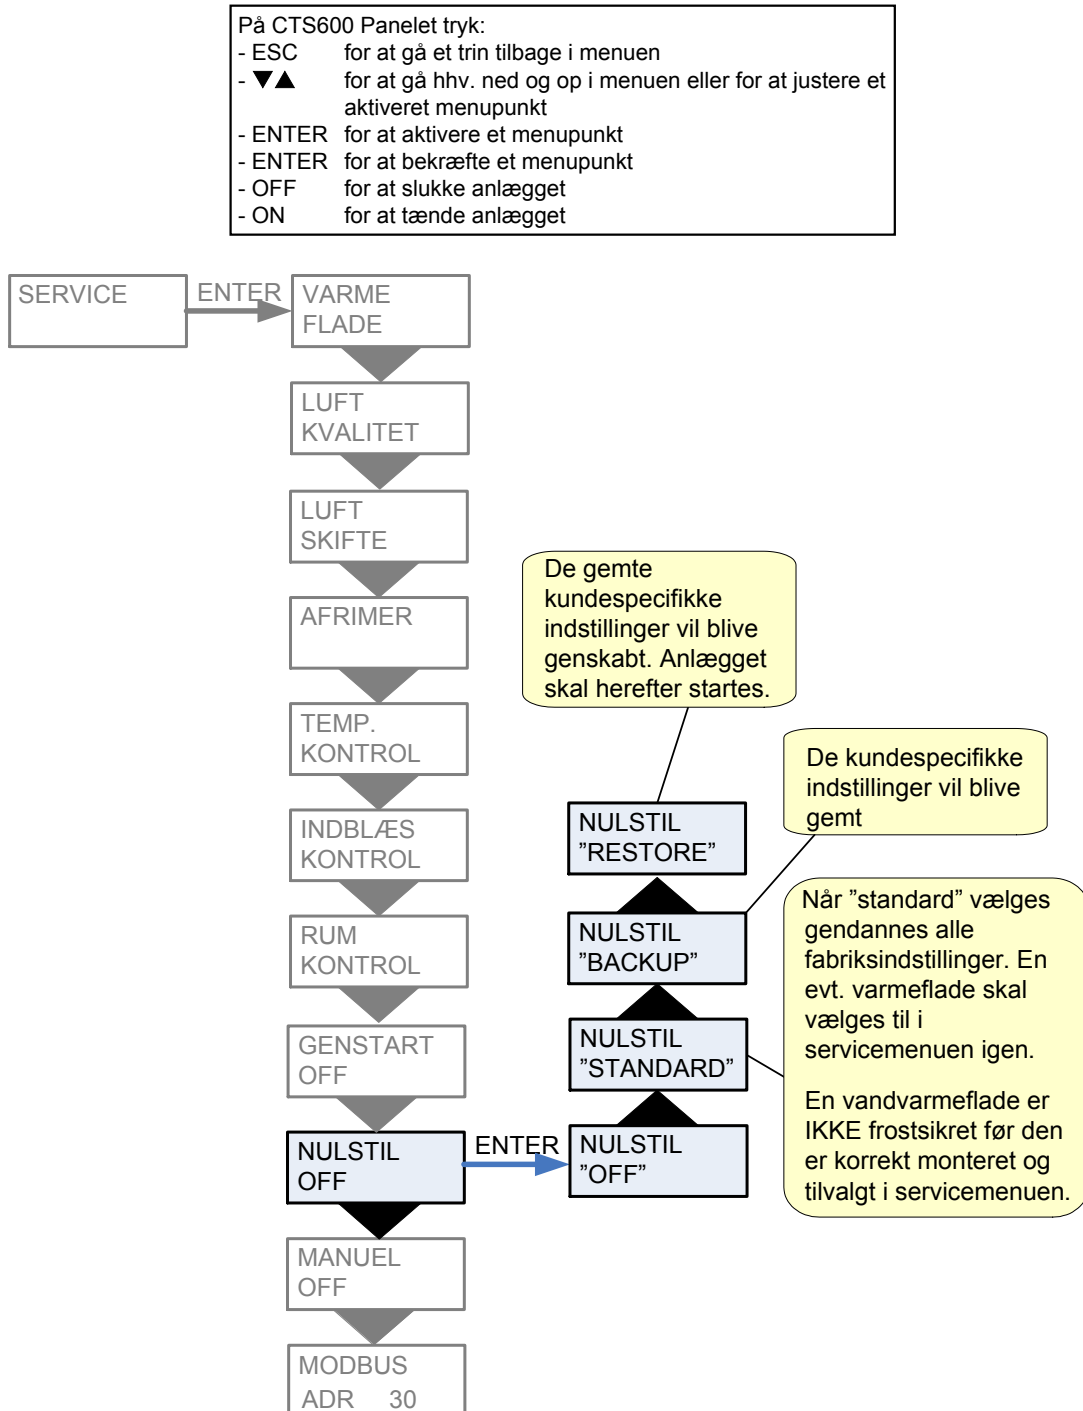 På CTS600 Panelet tryk:
- ESC for at gå et trin tilbage i menuen
- ▼▲ for at gå hhv. ned og op i menuen eller for at justere et
aktiveret menupunkt
- ENTER for at aktivere et menupunkt
- ENTER for at bekræfte et menupunkt
- OFF for at slukke anlægget
- ON for at tænde anlægget
SERVICE
ENTER
VARME
FLADE
LUFT
KVALITET
LUFT
SKIFTE
AFRIMER
TEMP.
KONTROL
INDBLÆS
KONTROL
RUM
KONTROL
GENSTART
OFF
NULSTIL
OFF
ENTER
NULSTIL
"OFF"
NULSTIL
"STANDARD"
NULSTIL
"BACKUP"
NULSTIL
"RESTORE"
De gemte
kundespecifikke
indstillinger vil blive
genskabt. Anlægget
skal herefter startes.
De kundespecifikke
indstillinger vil blive
gemt
Når "standard" vælges
gendannes alle
fabriksindstillinger. En
evt. varmeflade skal
vælges til i
servicemenuen igen.
En vandvarmeflade er
IKKE frostsikret før den
er korrekt monteret og
tilvalgt i servicemenuen.
MANUEL
OFF
MODBUS
ADR 30